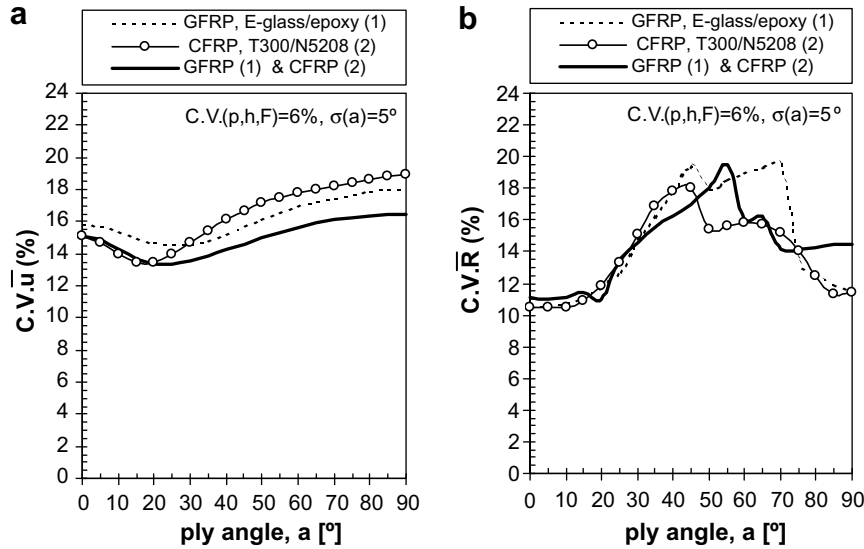 a
GFRP, E-glass/epoxy (1)
CFRP, T300/N5208 (2)
GFRP (1) & CFRP (2)
C.V.(p,h,F)=6%, σ(a)=5º
C.V.u̅ (%)
24
22
20
18
16
14
12
10
8
6
4
2
0
0 10 20 30 40 50 60 70 80 90
ply angle, a [º]
b
GFRP, E-glass/epoxy (1)
CFRP, T300/N5208 (2)
GFRP (1) & CFRP (2)
C.V.(p,h,F)=6%, σ(a)=5º
C.V.R̅ (%)
24
22
20
18
16
14
12
10
8
6
4
2
0
0 10 20 30 40 50 60 70 80 90
ply angle, a [º]